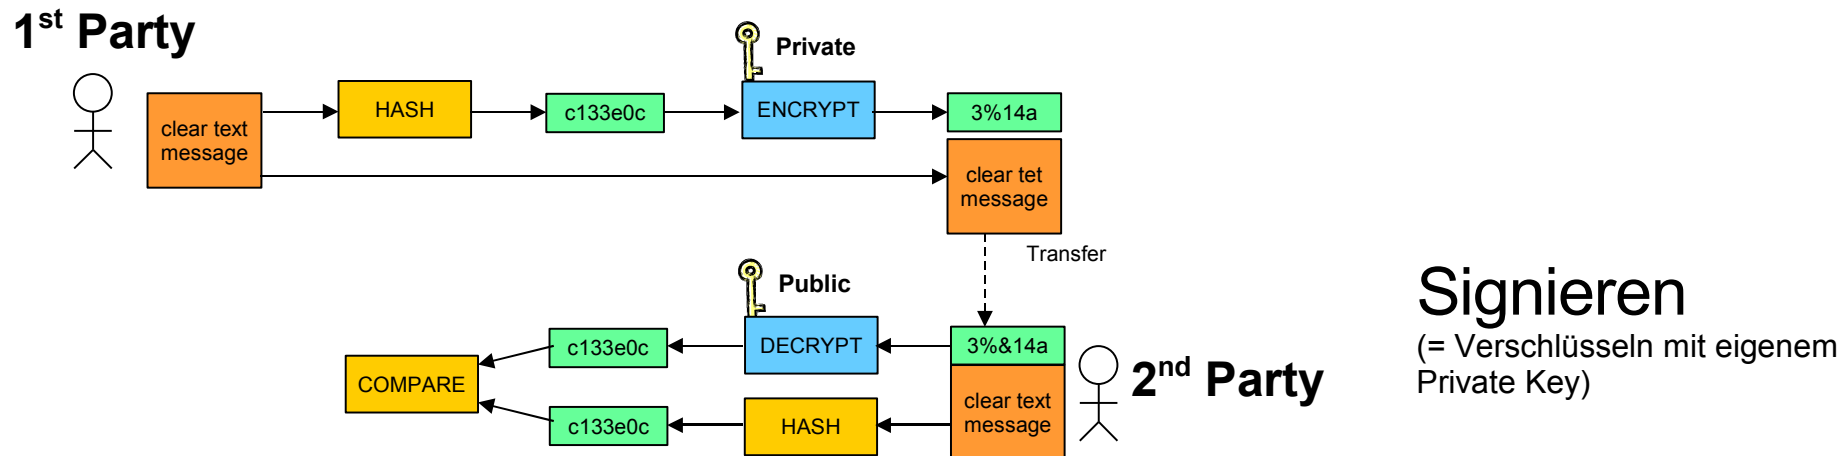 1st Party
Private
clear text
message
HASH
c133e0c
ENCRYPT
3%14a
clear tet
message
Transfer
Public
COMPARE
c133e0c
DECRYPT
3%&14a
c133e0c
HASH
clear text
message
2nd Party
Signieren
(= Verschlüsseln mit eigenem
Private Key)